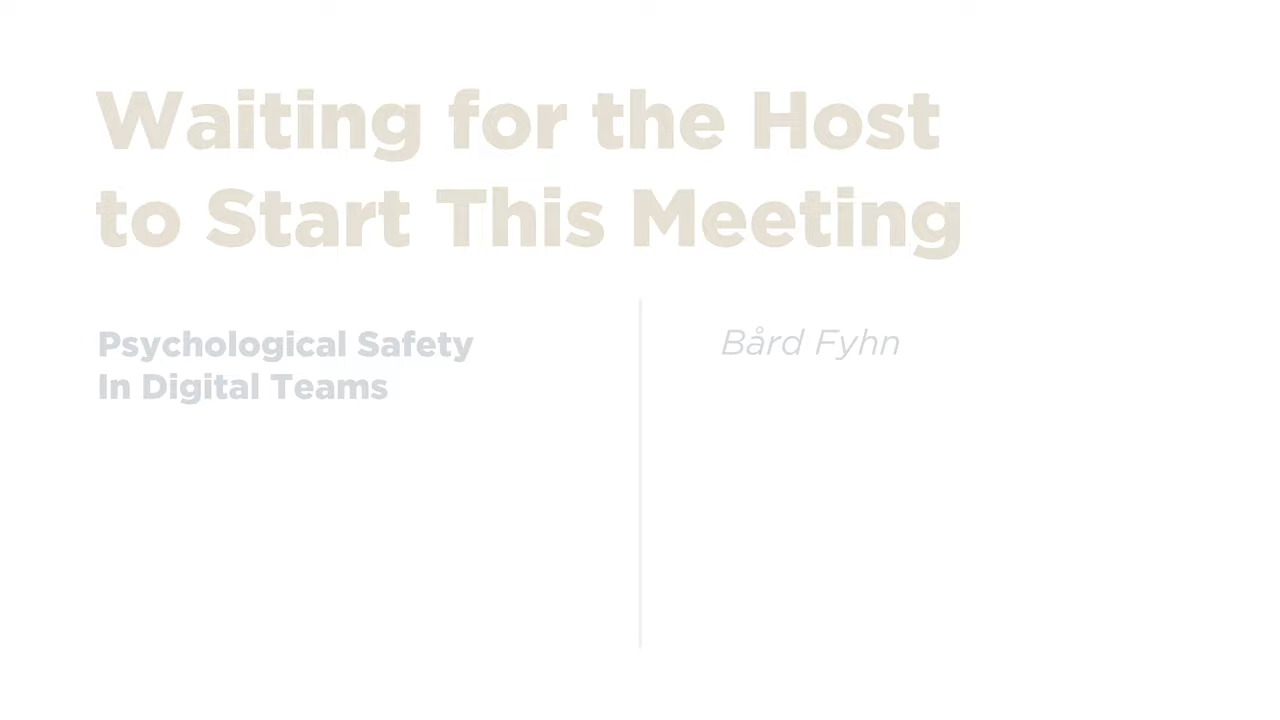 Waiting for the Host
to Start This Meeting
Psychological Safety
In Digital Teams
Bård Fyhn